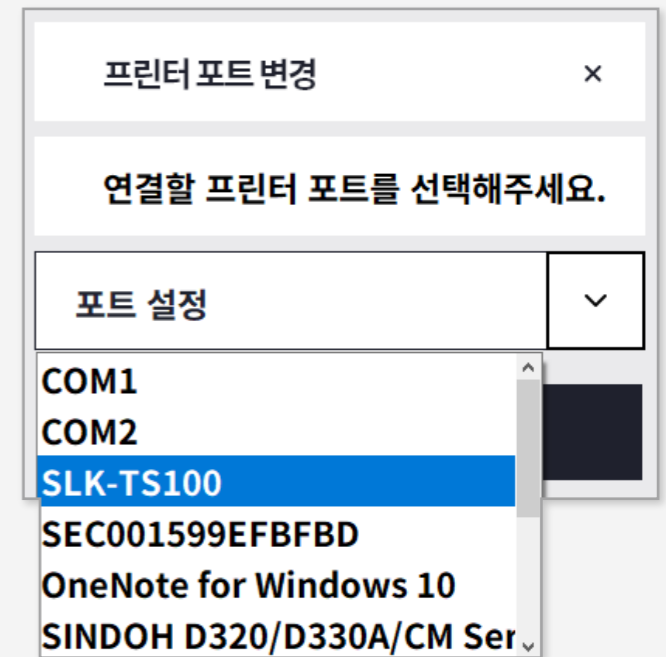 프린터 포트 변경
연결할 프린터 포트를 선택해주세요.
포트 설정
COM1
COM2
SLK-TS100
SEC001599EFBFBD
OneNote for Windows 10
SINDOH D320/D330A/CM Ser